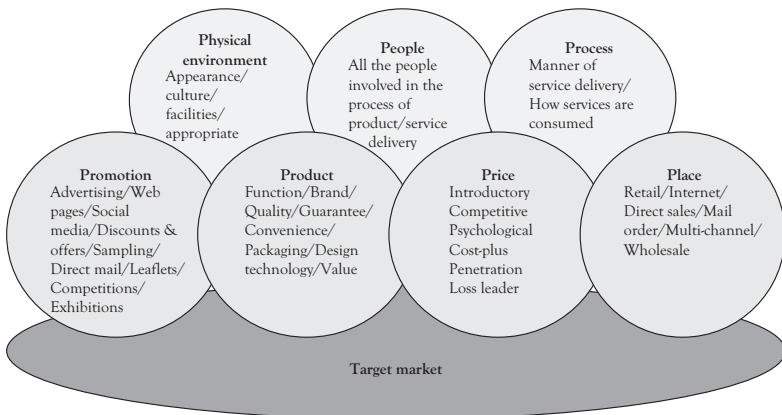 Physical
environment
Appearance/
culture/
facilities/
appropriate
People
All the people
involved in the
process of
product/service
delivery
Process
Manner of
service delivery/
How services are
consumed
Promotion
Advertising/Web
pages/Social
media/Discounts &
offers/Sampling/
Direct mail/Leaflets/
Competitions/
Exhibitions
Product
Function/Brand/
Quality/Guarantee/
Convenience/
Packaging/Design
technology/Value
Price
Introductory
Competitive
Psychological
Cost-plus
Penetration
Loss leader
Place
Retail/Internet/
Direct sales/Mail
order/Multi-channel/
Wholesale
Target market